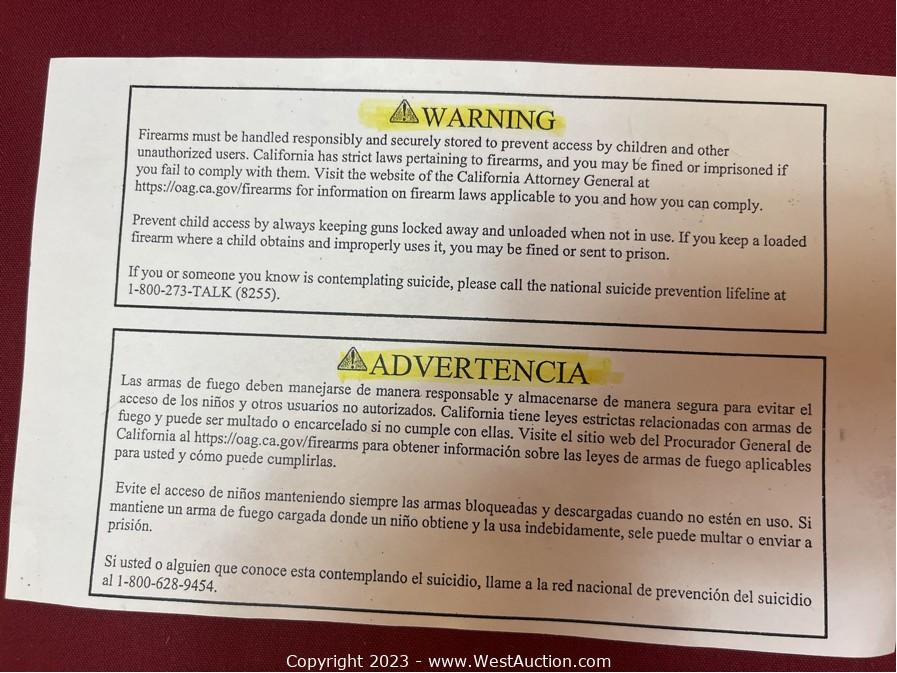 ⚠WARNING
Firearms must be handled responsibly and securely stored to prevent access by children and other
unauthorized users. California has strict laws pertaining to firearms, and you may be fined or imprisoned if
you fail to comply with them. Visit the website of the California Attorney General at
https://oag.ca.gov/firearms for information on firearm laws applicable to you and how you can comply.
Prevent child access by always keeping guns locked away and unloaded when not in use. If you keep a loaded
firearm where a child obtains and improperly uses it, you may be fined or sent to prison.
If you or someone you know is contemplating suicide, please call the national suicide prevention lifeline at
1-800-273-TALK (8255).
⚠ADVERTENCIA
Las armas de fuego deben manejarse de manera responsable y almacenarse de manera segura para evitar el
acceso de los niños y otros usuarios no autorizados. California tiene leyes estrictas relacionadas con armas de
fuego y puede ser multado o encarcelado si no cumple con ellas. Visite el sitio web del Procurador General de
California al https://oag.ca.gov/firearms para obtener información sobre las leyes de armas de fuego aplicables
para usted y cómo puede cumplirlas.
Evite el acceso de niños manteniendo siempre las armas bloqueadas y descargadas cuando no estén en uso. Si
mantiene un arma de fuego cargada donde un niño obtiene y la usa indebidamente, sele puede multar o enviar a
prisión.
Si usted o alguien que conoce esta contemplando el suicidio, llame a la red nacional de prevención del suicidio
al 1-800-628-9454.
Copyright 2023 - www.WestAuction.com